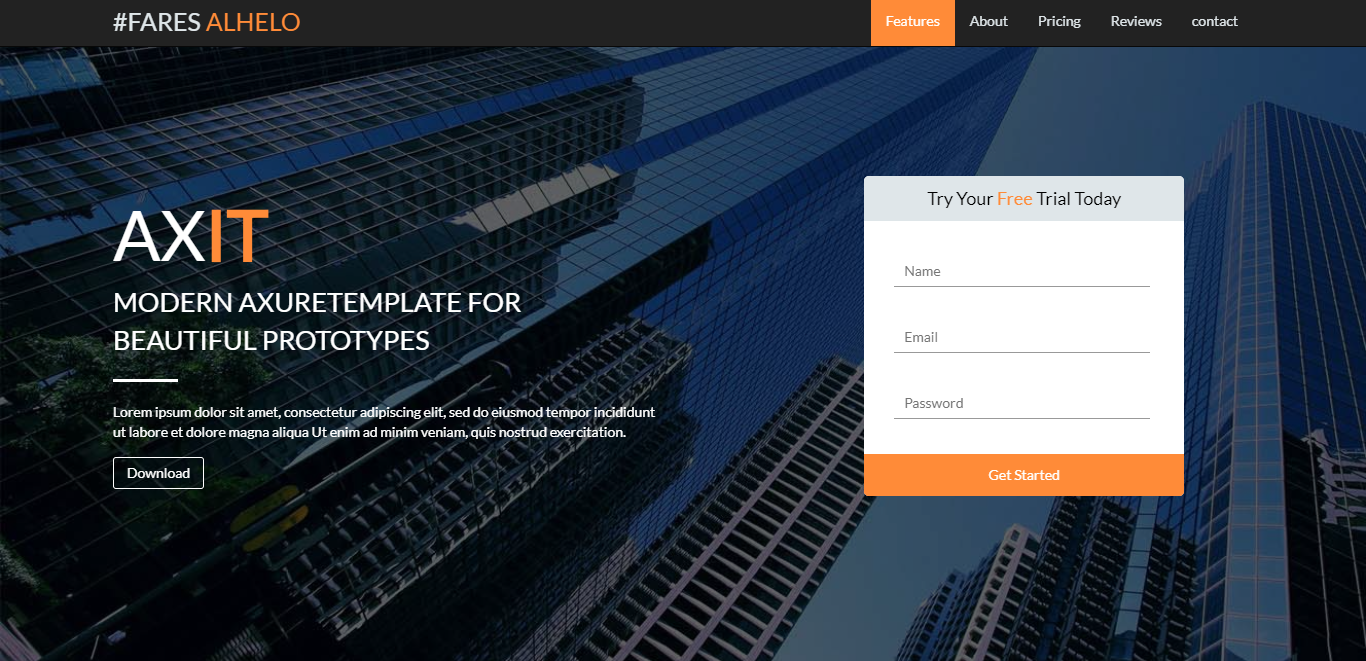 #FARES ALHELO
Features
About
Pricing
Reviews
contact
AXIT
MODERN AXURETEMPLATE FOR
BEAUTIFUL PROTOTYPES
Lorem ipsum dolor sit amet, consectetur adipiscing elit, sed do eiusmod tempor incididunt
ut labore et dolore magna aliqua Ut enim ad minim veniam, quis nostrud exercitation.
Download
Try Your Free Trial Today
Name
Email
Password
Get Started